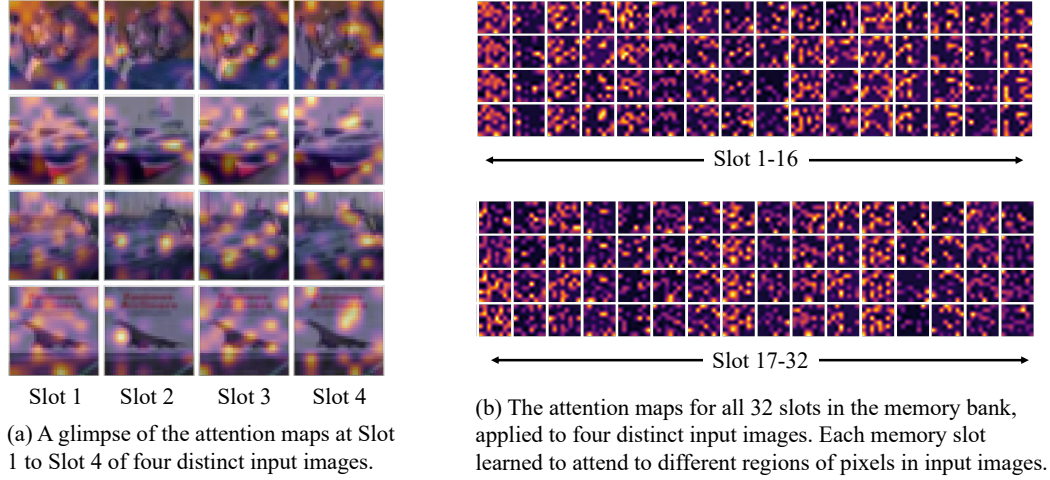 Slot 1 Slot 2 Slot 3 Slot 4
(a) A glimpse of the attention maps at Slot
1 to Slot 4 of four distinct input images.
Slot 1-16
Slot 17-32
(b) The attention maps for all 32 slots in the memory bank,
applied to four distinct input images. Each memory slot
learned to attend to different regions of pixels in input images.